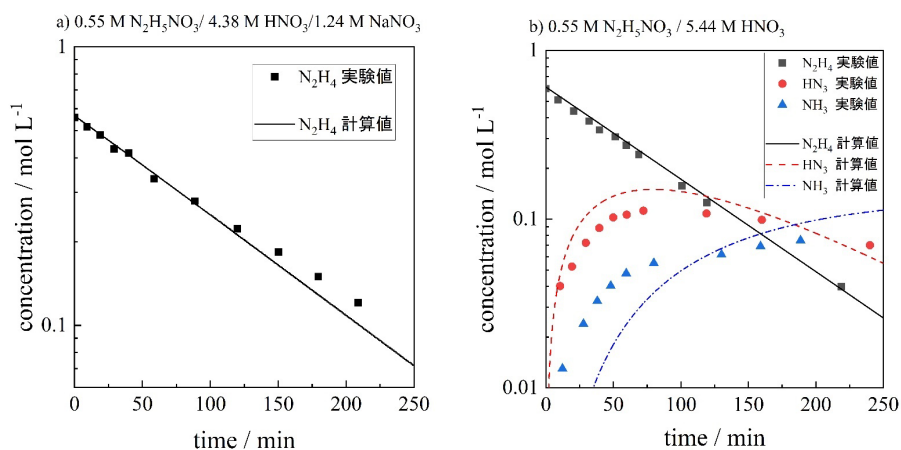 a) 0.55 M N₂H₅NO₃/ 4.38 M HNO₃/1.24 M NaNO₃
1
0.1
concentration / mol L⁻¹
N₂H₄ 実験値
N₂H₄ 計算値
0 50 100 150 200 250
time / min
b) 0.55 M N₂H₅NO₃ / 5.44 M HNO₃
1
0.1
0.01
concentration / mol L⁻¹
N₂H₄ 実験値
HN₃ 実験値
NH₃ 実験値
N₂H₄ 計算値
HN₃ 計算値
NH₃ 計算値
0 50 100 150 200 250
time / min